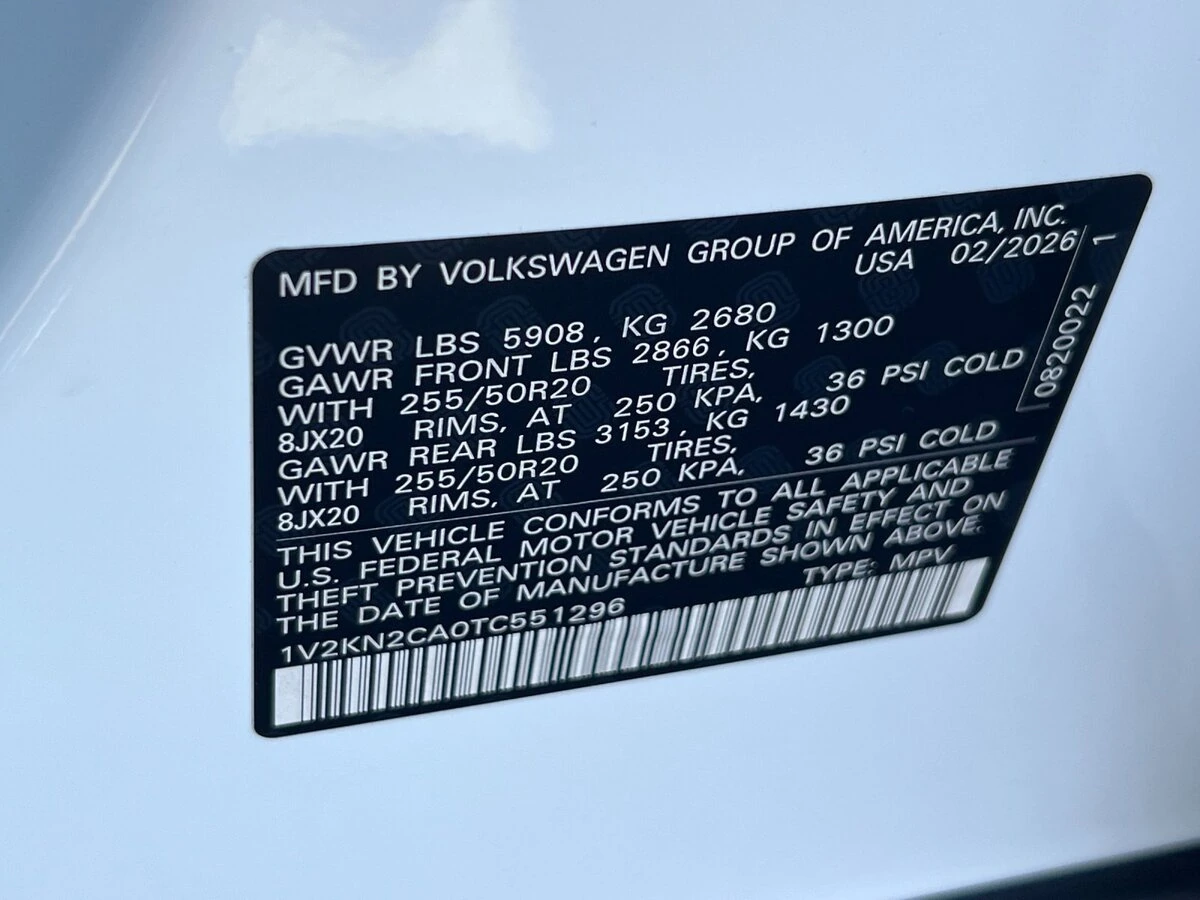 MFD BY VOLKSWAGEN GROUP OF AMERICA, INC.
USA 02/2026
1
0820022
GVWR LBS 5908, KG 2680
GAWR FRONT LBS 2866, KG 1300
WITH 255/50R20 TIRES,
8JX20 RIMS, AT 250 KPA, 36 PSI COLD
GAWR REAR LBS 3153, KG 1430
WITH 255/50R20 TIRES,
8JX20 RIMS, AT 250 KPA, 36 PSI COLD
THIS VEHICLE CONFORMS TO ALL APPLICABLE
U.S. FEDERAL MOTOR VEHICLE SAFETY AND
THEFT PREVENTION STANDARDS IN EFFECT ON
THE DATE OF MANUFACTURE SHOWN ABOVE.
1V2KN2CA0TC551296 TYPE: MPV